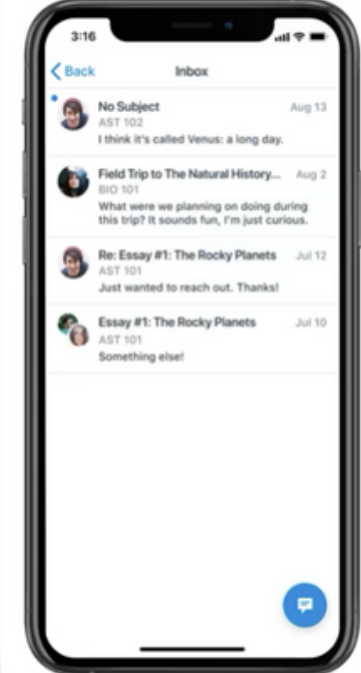 3:16
Back Inbox
No Subject Aug 13
AST 102
I think it's called Venus: a long day.
Field Trip to The Natural History... Aug 2
BIO 101
What were we planning on doing during
this trip? It sounds fun, I'm just curious.
Re: Essay #1: The Rocky Planets Jul 12
AST 101
Just wanted to reach out. Thanks!
Essay #1: The Rocky Planets Jul 10
AST 101
Something else!